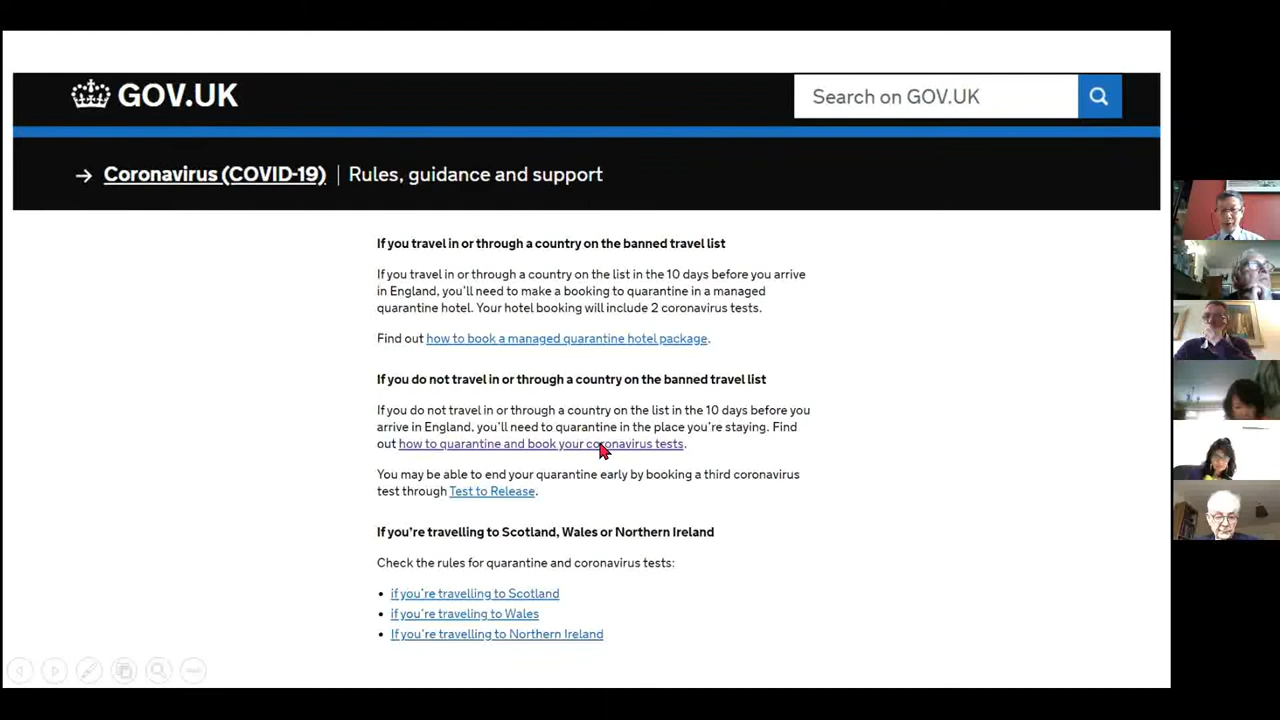 GOV.UK
Search on GOV.UK
→ Coronavirus (COVID-19) | Rules, guidance and support
If you travel in or through a country on the banned travel list
If you travel in or through a country on the list in the 10 days before you arrive
in England, you'll need to make a booking to quarantine in a managed
quarantine hotel. Your hotel booking will include 2 coronavirus tests.
Find out how to book a managed quarantine hotel package.
If you do not travel in or through a country on the banned travel list
If you do not travel in or through a country on the list in the 10 days before you
arrive in England, you'll need to quarantine in the place you're staying. Find
out how to quarantine and book your coronavirus tests.
You may be able to end your quarantine early by booking a third coronavirus
test through Test to Release.
If you're travelling to Scotland, Wales or Northern Ireland
Check the rules for quarantine and coronavirus tests:
• if you're travelling to Scotland
• if you're traveling to Wales
• If you're travelling to Northern Ireland